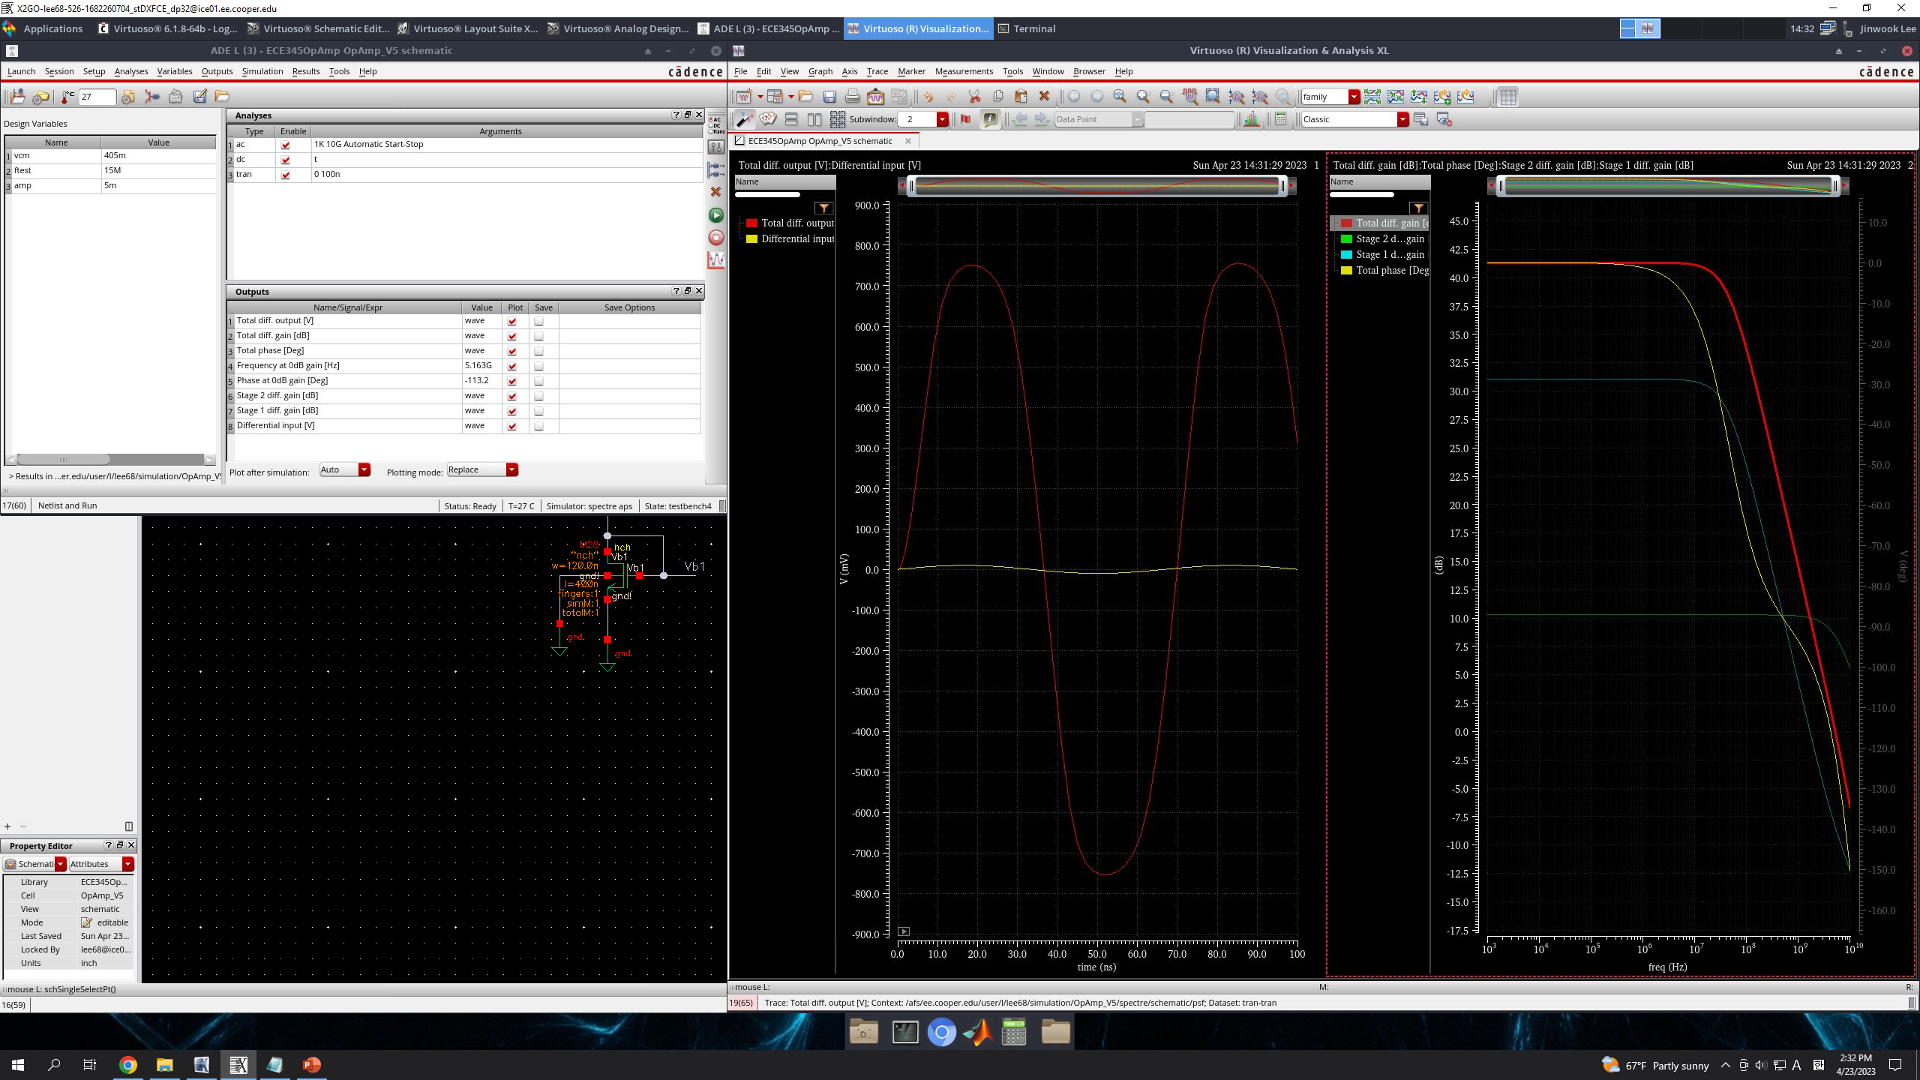 X2GO-lee68-526-1682260704_stDXFCE_dp32@ice01.ee.cooper.edu
Applications
Virtuoso® 6.1.8-64b - Log...
Virtuoso® Schematic Edit...
Virtuoso® Layout Suite X...
Virtuoso® Analog Design...
ADE L (3) - ECE345OpAmp ...
Virtuoso (R) Visualization...
Terminal
14:32
Jinwook Lee
ADE L (3) - ECE345OpAmp OpAmp_V5 schematic
Launch Session Setup Analyses Variables Outputs Simulation Results Tools Help
cādence
27
Design Variables
Name Value
1 vcm 405m
2 ftest 15M
3 amp 5m
> Results in ...er.edu/user/l/lee68/simulation/OpAmp_V5
Analyses
Type Enable Arguments
1 ac 1K 10G Automatic Start-Stop
2 dc t
3 tran 0 100n
Outputs
Name/Signal/Expr Value Plot Save Save Options
1 Total diff. output [V] wave
2 Total diff. gain [dB] wave
3 Total phase [Deg] wave
4 Frequency at 0dB gain [Hz] 5.163G
5 Phase at 0dB gain [Deg] -113.2
6 Stage 2 diff. gain [dB] wave
7 Stage 1 diff. gain [dB] wave
8 Differential input [V] wave
Plot after simulation: Auto Plotting mode: Replace
17(60) Netlist and Run Status: Ready T=27 C Simulator: spectre aps State: testbench4
nch
"nch" Vb1
w=120.0n Vb1 Vb1
gnd!
l=400n
fingers:1 gnd!
simM:1
totalM:1
gnd
gnd
Property Editor
Schemati Attributes
Library ECE345Op...
Cell OpAmp_V5
View schematic
Mode editable
Last Saved Sun Apr 23...
Locked By lee68@ice0...
Units inch
mouse L: schSingleSelectPt()
16(59)
Virtuoso (R) Visualization & Analysis XL
File Edit View Graph Axis Trace Marker Measurements Tools Window Browser Help
cādence
family
Subwindow: 2 Data Point Classic
ECE345OpAmp OpAmp_V5 schematic
Total diff. output [V]:Differential input [V] Sun Apr 23 14:31:29 2023 1
Name
Total diff. output
Differential input
V (mV)
900.0
800.0
700.0
600.0
500.0
400.0
300.0
200.0
100.0
0.0
-100.0
-200.0
-300.0
-400.0
-500.0
-600.0
-700.0
-800.0
-900.0
0.0 10.0 20.0 30.0 40.0 50.0 60.0 70.0 80.0 90.0 100
time (ns)
Total diff. gain [dB]:Total phase [Deg]:Stage 2 diff. gain [dB]:Stage 1 diff. gain [dB] Sun Apr 23 14:31:29 2023 2
Name
Total diff. gain [
Stage 2 d...gain
Stage 1 d...gain
Total phase [Deg
(dB)
45.0
42.5
40.0
37.5
35.0
32.5
30.0
27.5
25.0
22.5
20.0
17.5
15.0
12.5
10.0
7.5
5.0
2.5
0.0
-2.5
-5.0
-7.5
-10.0
-12.5
-15.0
-17.5
10.0
0.0
-10.0
-20.0
-30.0
-40.0
-50.0
-60.0
-70.0
-80.0
-90.0
-100.0
-110.0
-120.0
-130.0
-140.0
-150.0
-160.0
V (deg)
10³ 10⁴ 10⁵ 10⁶ 10⁷ 10⁸ 10⁹ 10¹⁰
freq (Hz)
mouse L: M: R:
19(65) Trace: Total diff. output [V]; Context: /afs/ee.cooper.edu/user/l/lee68/simulation/OpAmp_V5/spectre/schematic/psf; Dataset: tran-tran
67°F Partly sunny
A
2:32 PM
4/23/2023